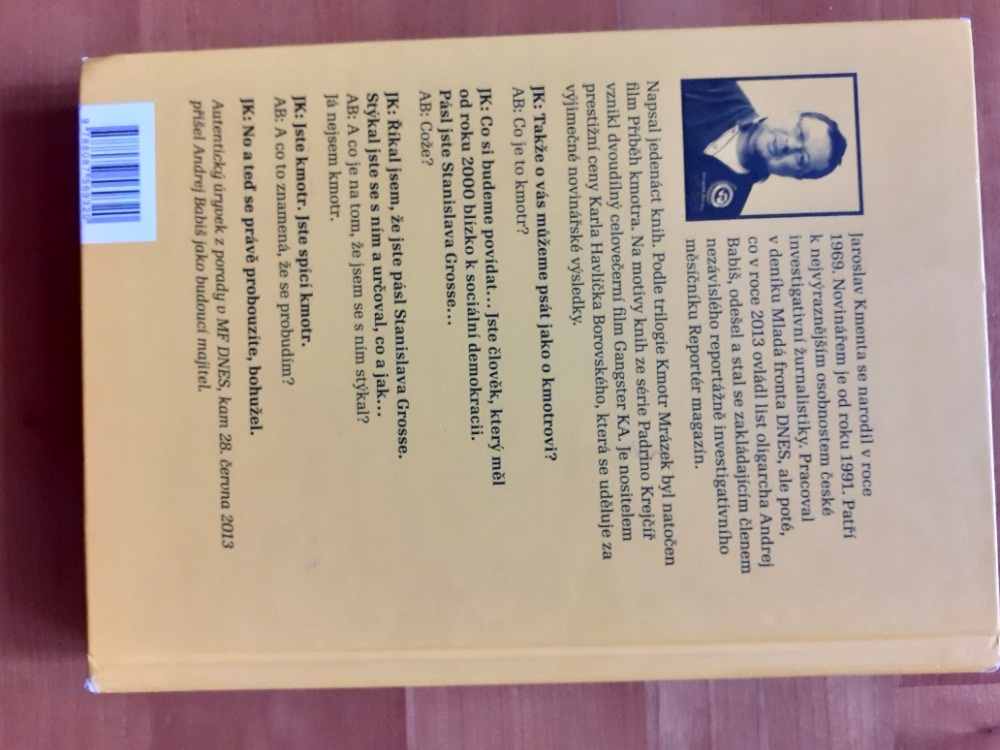 Jaroslav Kmenta se narodil v roce
1969. Novinářem je od roku 1991. Patří
k nejvýraznějším osobnostem české
investigativní žurnalistiky. Pracoval
v deníku Mladá fronta DNES, ale poté,
co v roce 2013 ovládl list oligarcha Andrej
Babiš, odešel a stal se zakládajícím členem
nezávislého reportážně investigativního
měsíčníku Reportér magazín.
Napsal jedenáct knih. Podle trilogie Kmotr Mrázek byl natočen
film Příběh kmotra. Na motivy knih ze série Padrino Krejčíř
vznikl dvoudílný celovečerní film Gangster KA. Je nositelem
prestižní ceny Karla Havlíčka Borovského, která se uděluje za
výjimečné novinářské výsledky.
JK: Takže o vás můžeme psát jako o kmotrovi?
AB: Co je to kmotr?
JK: Co si budeme povídat... Jste člověk, který měl
od roku 2000 blízko k sociální demokracii.
Pásl jste Stanislava Grosse...
AB: Cože?
JK: Říkal jsem, že jste pásl Stanislava Grosse.
Stýkal jste se s ním a určoval, co a jak...
AB: A co je na tom, že jsem se s ním stýkal?
Já nejsem kmotr.
JK: Jste kmotr. Jste spící kmotr.
AB: A co to znamená, že se probudím?
JK: No a teď se právě probouzíte, bohužel.
Autentický úryvek z porady v MF DNES, kam 28. června 2013
přišel Andrej Babiš jako budoucí majitel.